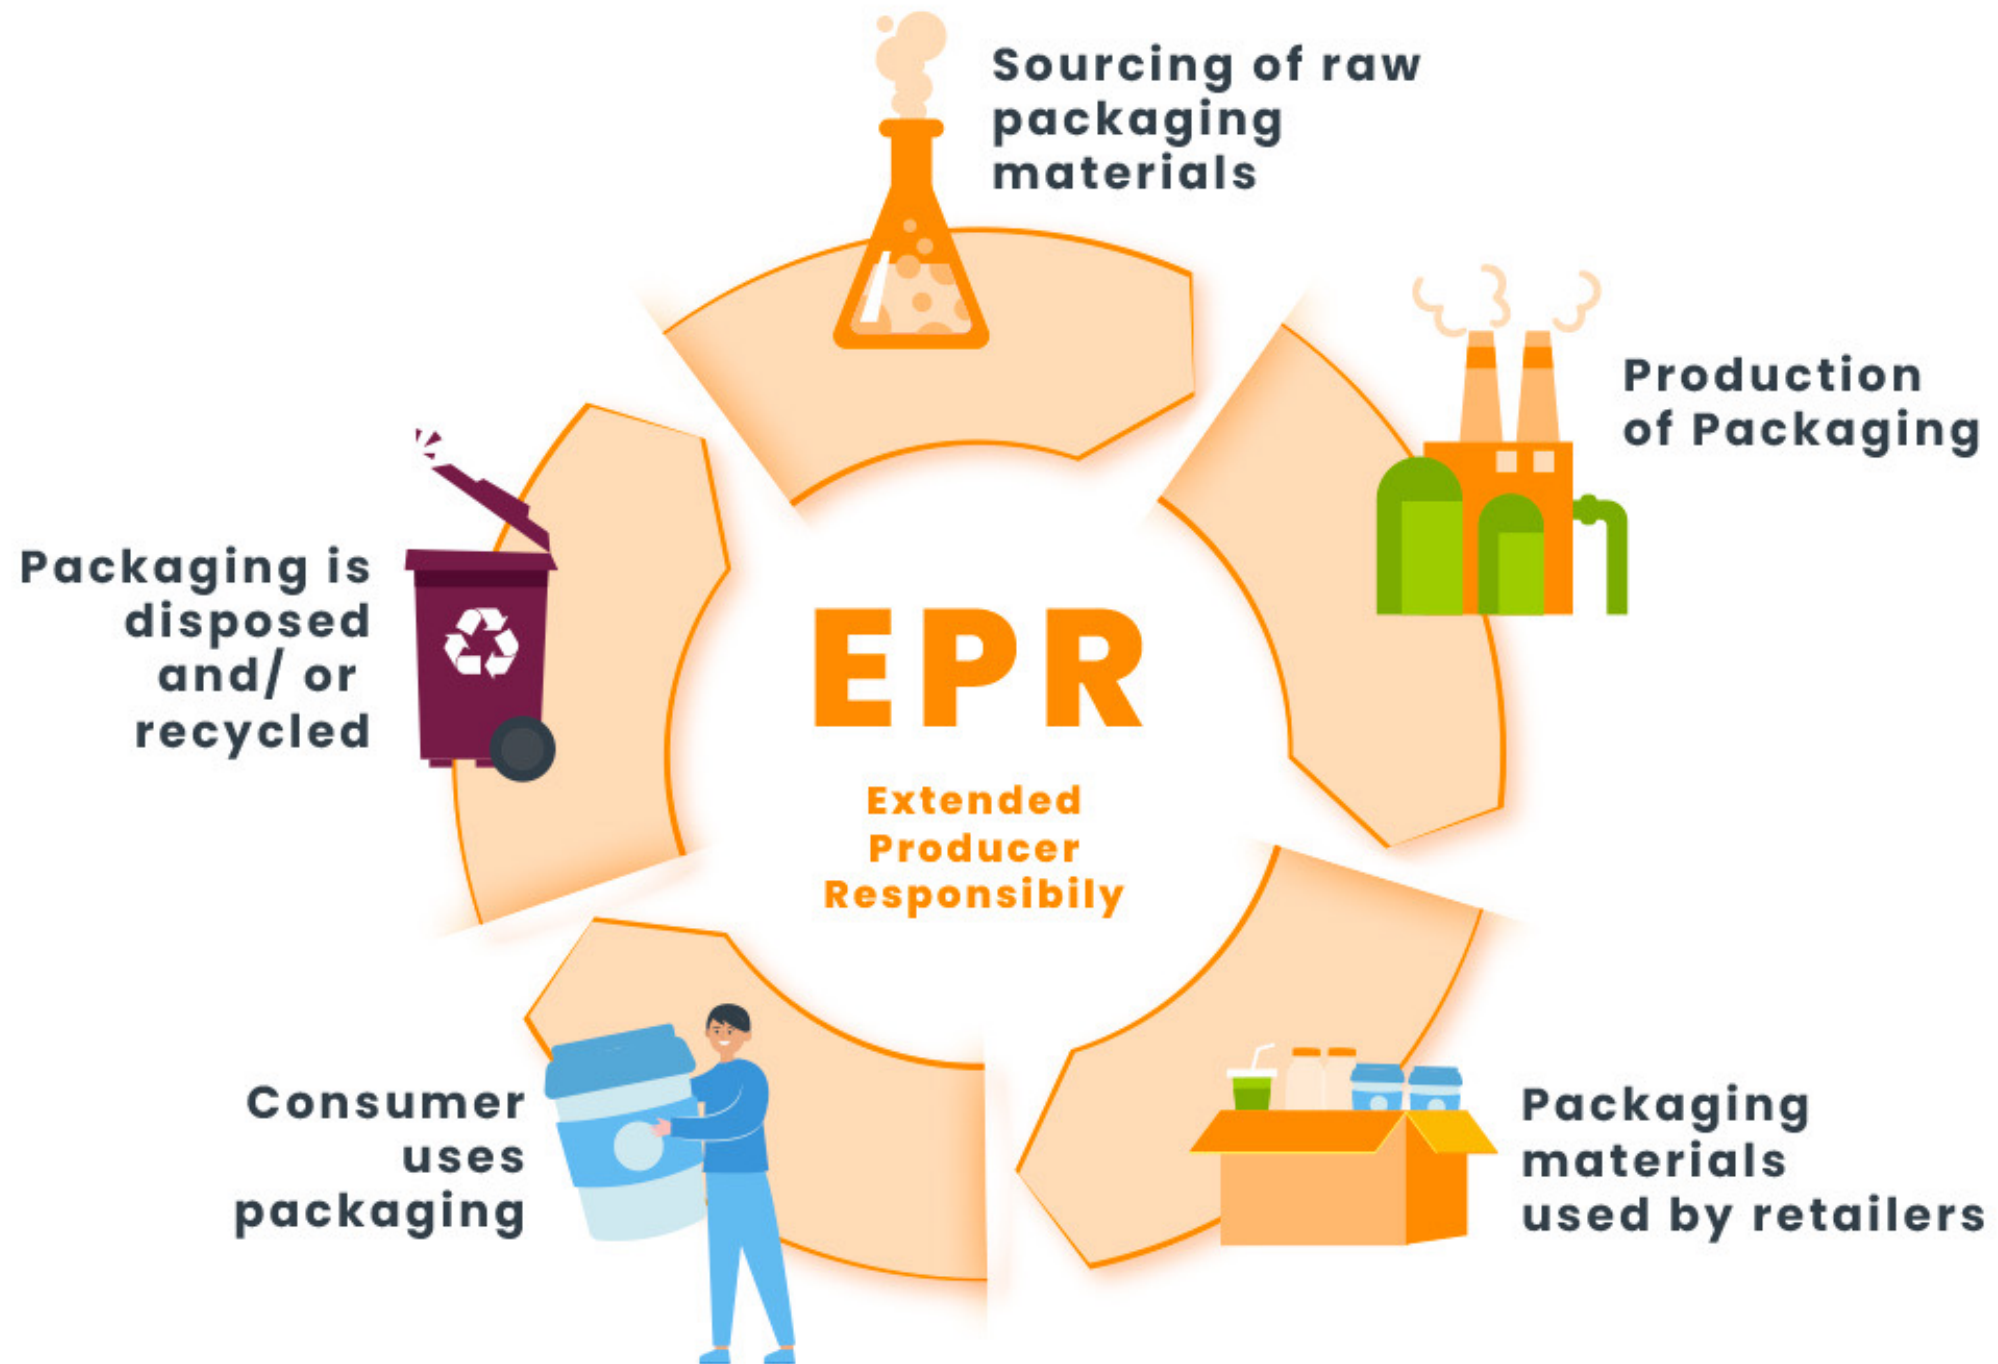 Sourcing of raw
packaging
materials
Production
of Packaging
Packaging is
disposed
and/ or
recycled
EPR
Extended
Producer
Responsibily
Consumer
uses
packaging
Packaging
materials
used by retailers